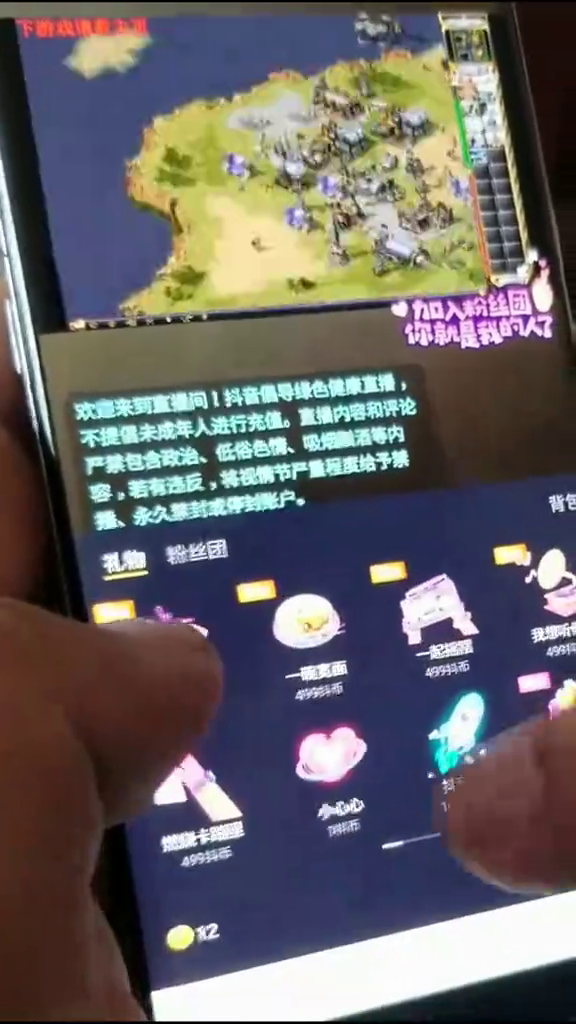 下游戏请看主页
加入粉丝团
你就是我的人了
欢迎来到直播间！抖音倡导绿色健康直播，
不提倡未成年人进行充值。直播内容和评论
严禁包含政治、低俗色情、吸烟酗酒等内
容，若有违反，将视情节严重程度给予禁
播、永久禁封或停封账户。
背包
礼物 粉丝团
一碗宽面
499抖币
一起摇摆
499抖币
我想听
499抖
燃烧卡路里
499抖币
小心心
1抖币
抖
12